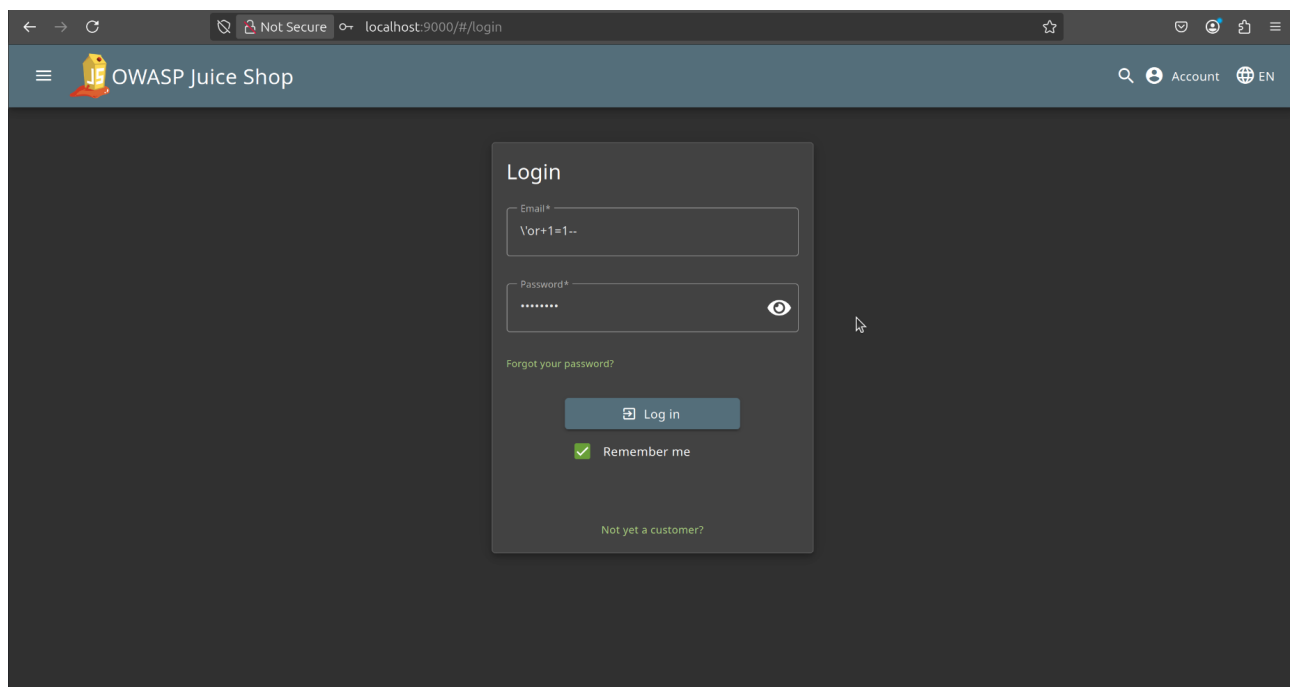 Not Secure localhost:9000/#/login
JS OWASP Juice Shop Account EN
Login
Email*
\'or+1=1--
Password*
••••••••
Forgot your password?
Log in
Remember me
Not yet a customer?